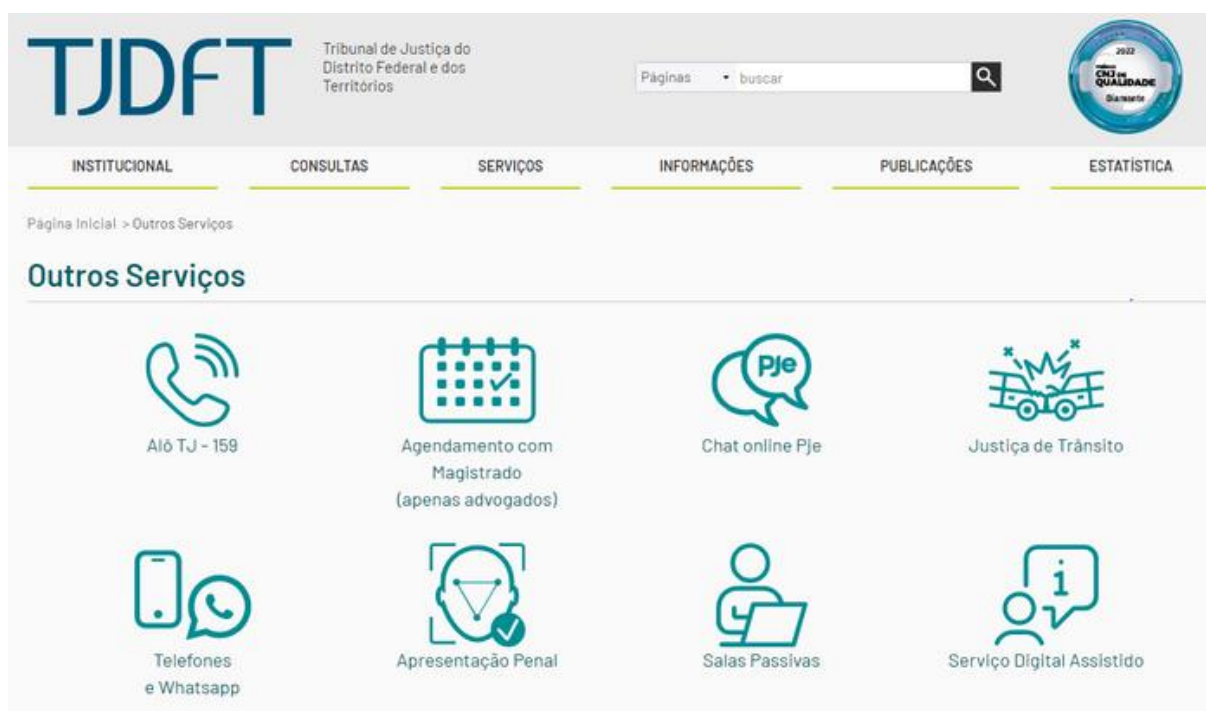 TJDFT
Tribunal de Justiça do
Distrito Federal e dos
Territórios
Páginas
buscar
2022
CNJ DE
QUALIDADE
Diamante
INSTITUCIONAL
CONSULTAS
SERVIÇOS
INFORMAÇÕES
PUBLICAÇÕES
ESTATÍSTICA
Página Inicial > Outros Serviços
Outros Serviços
PJe
Alô TJ - 159
Agendamento com
Magistrado
(apenas advogados)
Chat online Pje
Justiça de Trânsito
i
Telefones
e Whatsapp
Apresentação Penal
Salas Passivas
Serviço Digital Assistido